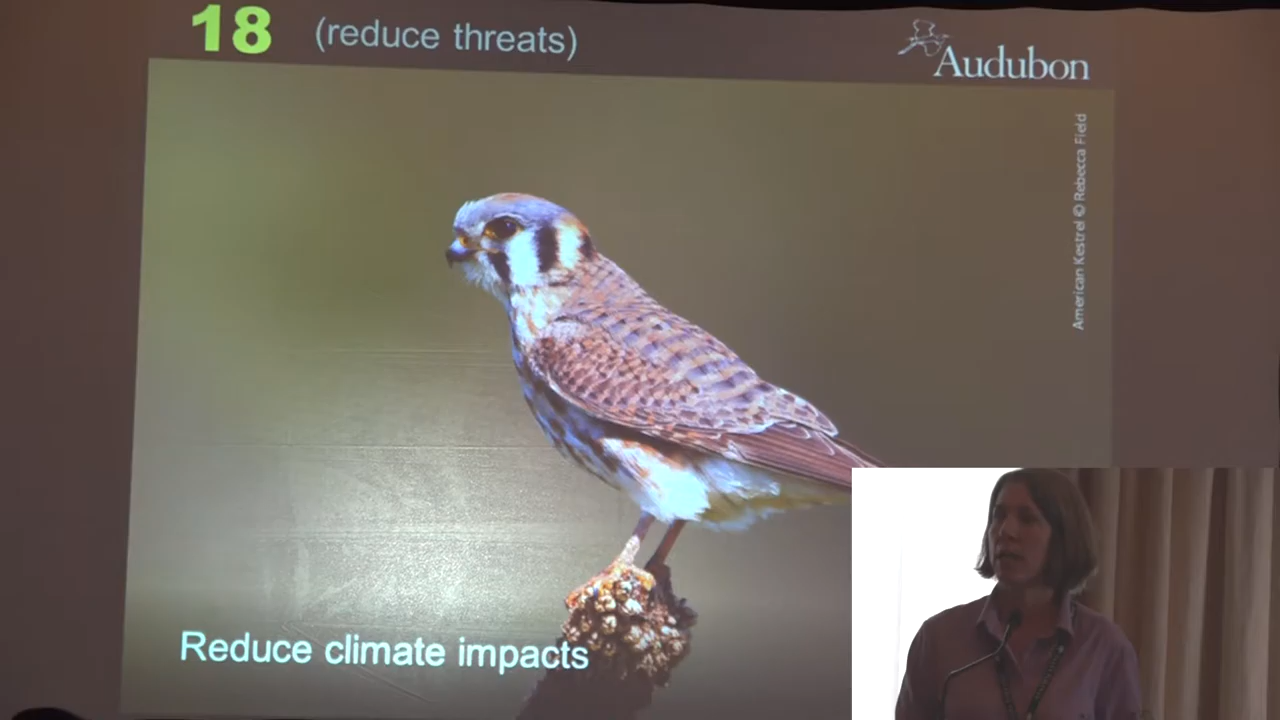 18 (reduce threats)
Audubon
American Kestrel © Rebecca Field
Reduce climate impacts